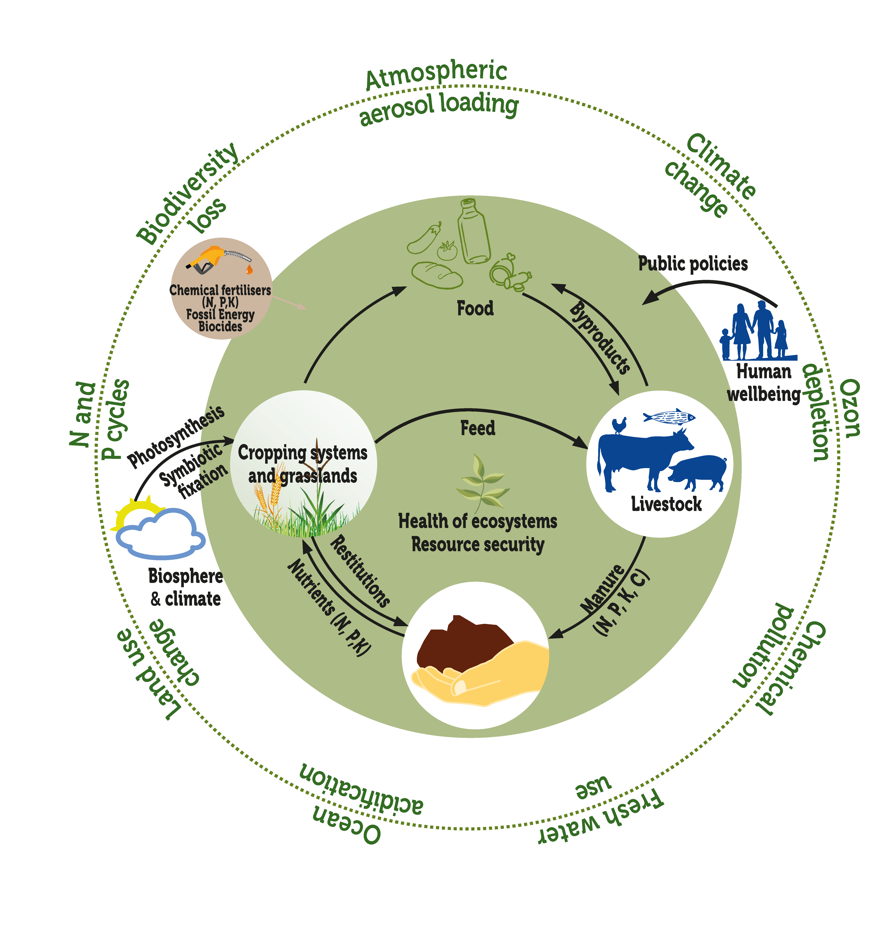 Atmospheric
aerosol loading
Climate
change
Biodiversity
loss
Public policies
Chemical fertilisers
(N, P,K)
Fossil Energy
Biocides
Food
Byproducts
Human
wellbeing
Ozon
depletion
N and
P cycles
Photosynthesis
Symbiotic
fixation
Cropping systems
and grasslands
Feed
Livestock
Health of ecosystems
Resource security
Biosphere
& climate
Restitutions
Nutrients (N, P,K)
Manure
(N, P, K, C)
Land use
change
Chemical
pollution
Ocean
acidification
Fresh water
use